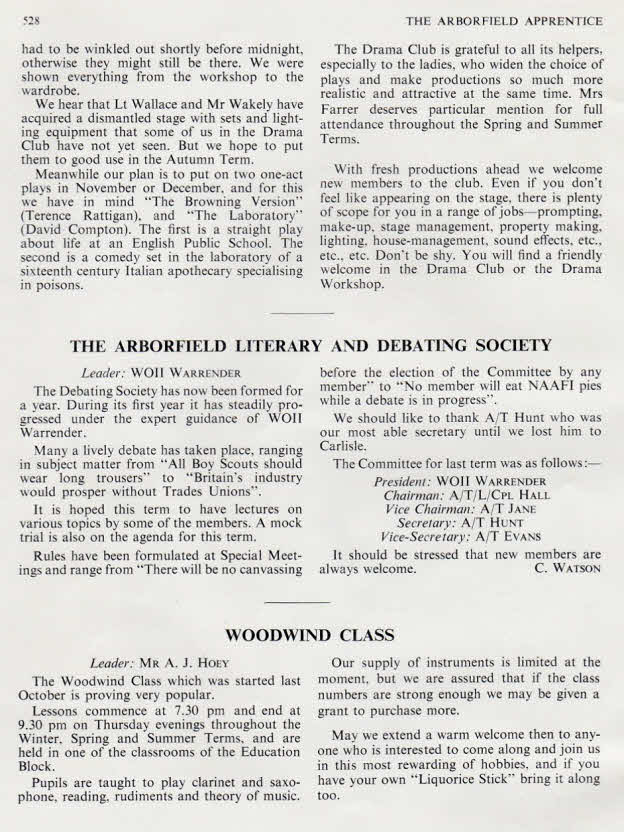 528
THE ARBORFIELD APPRENTICE
had to be winkled out shortly before midnight,
otherwise they might still be there. We were
shown everything from the workshop to the
wardrobe.
We hear that Lt Wallace and Mr Wakely have
acquired a dismantled stage with sets and light-
ing equipment that some of us in the Drama
Club have not yet seen. But we hope to put
them to good use in the Autumn Term.
Meanwhile our plan is to put on two one-act
plays in November or December, and for this
we have in mind "The Browning Version"
(Terence Rattigan), and "The Laboratory"
(David Compton). The first is a straight play
about life at an English Public School. The
second is a comedy set in the laboratory of a
sixteenth century Italian apothecary specialising
in poisons.
The Drama Club is grateful to all its helpers,
especially to the ladies, who widen the choice of
plays and make productions so much more
realistic and attractive at the same time. Mrs
Farrer deserves particular mention for full
attendance throughout the Spring and Summer
Terms.
With fresh productions ahead we welcome
new members to the club. Even if you don't
feel like appearing on the stage, there is plenty
of scope for you in a range of jobs—prompting,
make-up, stage management, property making,
lighting, house-management, sound effects, etc.,
etc., etc. Don't be shy. You will find a friendly
welcome in the Drama Club or the Drama
Workshop.
THE ARBORFIELD LITERARY AND DEBATING SOCIETY
Leader: WOII WARRENDER
The Debating Society has now been formed for
a year. During its first year it has steadily pro-
gressed under the expert guidance of WOII
Warrender.
Many a lively debate has taken place, ranging
in subject matter from "All Boy Scouts should
wear long trousers" to "Britain's industry
would prosper without Trades Unions".
It is hoped this term to have lectures on
various topics by some of the members. A mock
trial is also on the agenda for this term.
Rules have been formulated at Special Meet-
ings and range from "There will be no canvassing
before the election of the Committee by any
member" to "No member will eat NAAFI pies
while a debate is in progress".
We should like to thank A/T Hunt who was
our most able secretary until we lost him to
Carlisle.
The Committee for last term was as follows:—
President: WOII WARRENDER
Chairman: A/T/L/CPL HALL
Vice Chairman: A/T JANE
Secretary: A/T HUNT
Vice-Secretary: A/T EVANS
It should be stressed that new members are
always welcome. C. WATSON
WOODWIND CLASS
Leader: MR A. J. HOEY
The Woodwind Class which was started last
October is proving very popular.
Lessons commence at 7.30 pm and end at
9.30 pm on Thursday evenings throughout the
Winter, Spring and Summer Terms, and are
held in one of the classrooms of the Education
Block.
Pupils are taught to play clarinet and saxo-
phone, reading, rudiments and theory of music.
Our supply of instruments is limited at the
moment, but we are assured that if the class
numbers are strong enough we may be given a
grant to purchase more.
May we extend a warm welcome then to any-
one who is interested to come along and join us
in this most rewarding of hobbies, and if you
have your own "Liquorice Stick" bring it along
too.